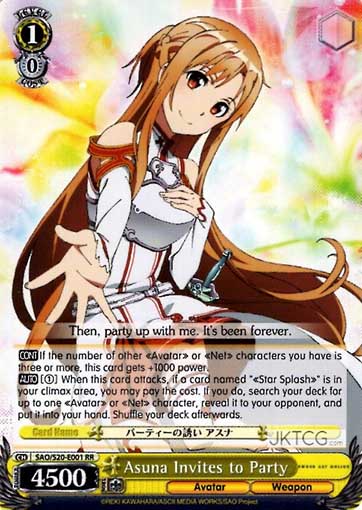 1
0
Then, party up with me. It's been forever.
CONT If the number of other «Avatar» or «Net» characters you have is
three or more, this card gets +1000 power.
AUTO [①] When this card attacks, if a card named "«Star Splash»" is in
your climax area, you may pay the cost. If you do, search your deck for
up to one «Avatar» or «Net» character, reveal it to your opponent, and
put it into your hand. Shuffle your deck afterwards.
Card Name
パーティーの誘い アスナ
JKTCG.com
CH SAO/S20-E001 RR
4500
Asuna Invites to Party
Avatar
Weapon
©REKI KAWAHARA/ASCII MEDIA WORKS/SAO Project